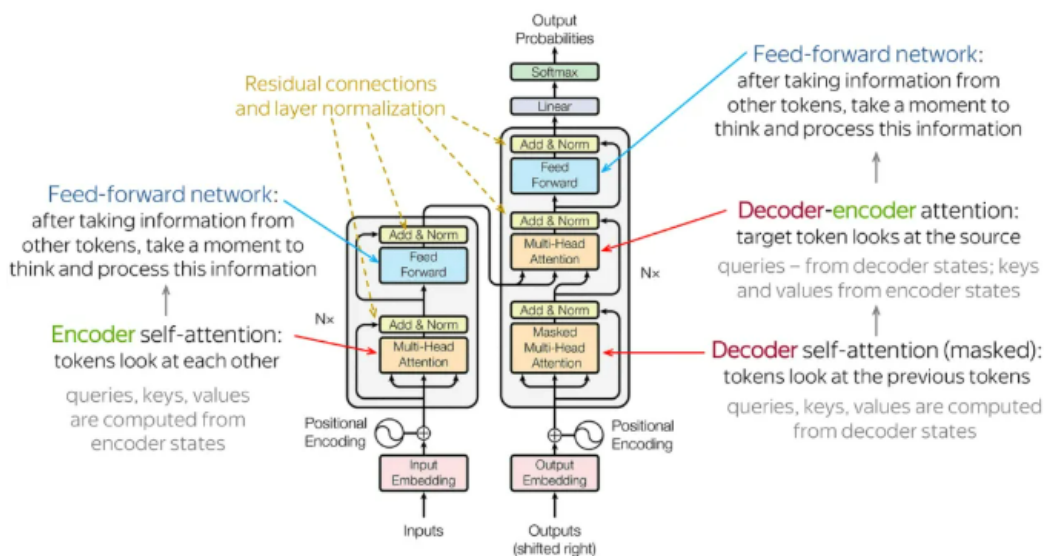 Output
Probabilities
Softmax
Linear
Add & Norm
Feed
Forward
Add & Norm
Multi-Head
Attention
Add & Norm
Masked
Multi-Head
Attention
Nx
Positional
Encoding
Output
Embedding
Outputs
(shifted right)
Add & Norm
Feed
Forward
Add & Norm
Multi-Head
Attention
Nx
Positional
Encoding
Input
Embedding
Inputs
Residual connections
and layer normalization
Feed-forward network:
after taking information from
other tokens, take a moment to
think and process this information
Encoder self-attention:
tokens look at each other
queries, keys, values
are computed from
encoder states
Feed-forward network:
after taking information from
other tokens, take a moment to
think and process this information
Decoder-encoder attention:
target token looks at the source
queries – from decoder states; keys
and values from encoder states
Decoder self-attention (masked):
tokens look at the previous tokens
queries, keys, values are computed
from decoder states